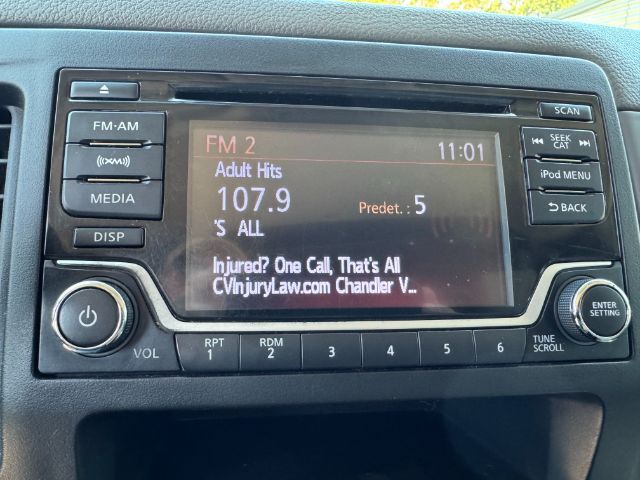 SCAN
FM·AM
FM 2
11:01
SEEK
CAT
Adult Hits
((XM))
107.9
Predet. : 5
iPod MENU
MEDIA
'S ALL
BACK
DISP
Injured? One Call, That's All
CVInjuryLaw.com Chandler V...
ENTER
SETTING
VOL
RPT
1
RDM
2
3
4
5
6
TUNE
SCROLL